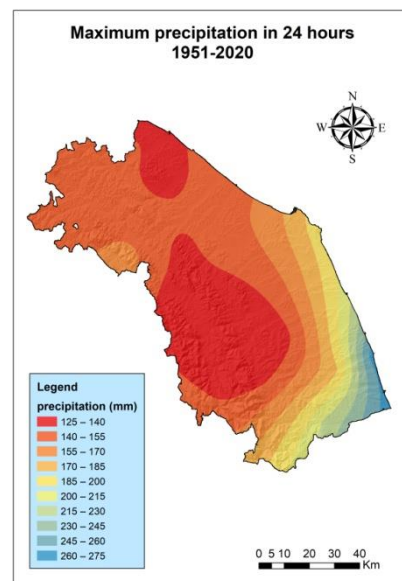 Maximum precipitation in 24 hours
1951-2020
N
W E
S
Legend
precipitation (mm)
125 – 140
140 – 155
155 – 170
170 – 185
185 – 200
200 – 215
215 – 230
230 – 245
245 – 260
260 – 275
0 5 10 20 30 40
Km